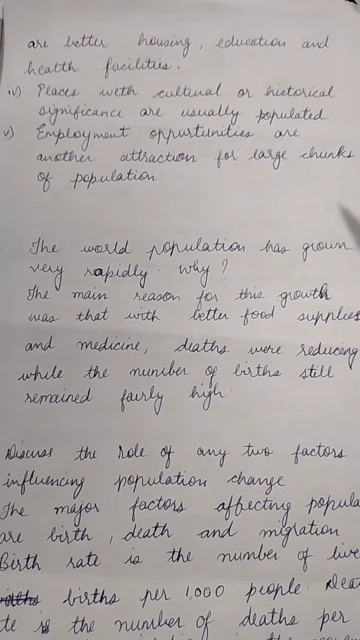 are better housing, education and
health facilities.
iv) Places with cultural or historical
significance are usually populated
v) Employment oppurtunities are
another attraction for large chunks
of population
The world population has grown
very rapidly. Why?
The main reason for this growth
was that with better food supplies
and medicine, deaths were reducing
while the number of births still
remained fairly high.
Discuss the role of any two factors
influencing population change
The major factors affecting popula
are birth, death and migration
Birth rate is the number of live
births per 1,000 people. Dea
te is the number of deaths per